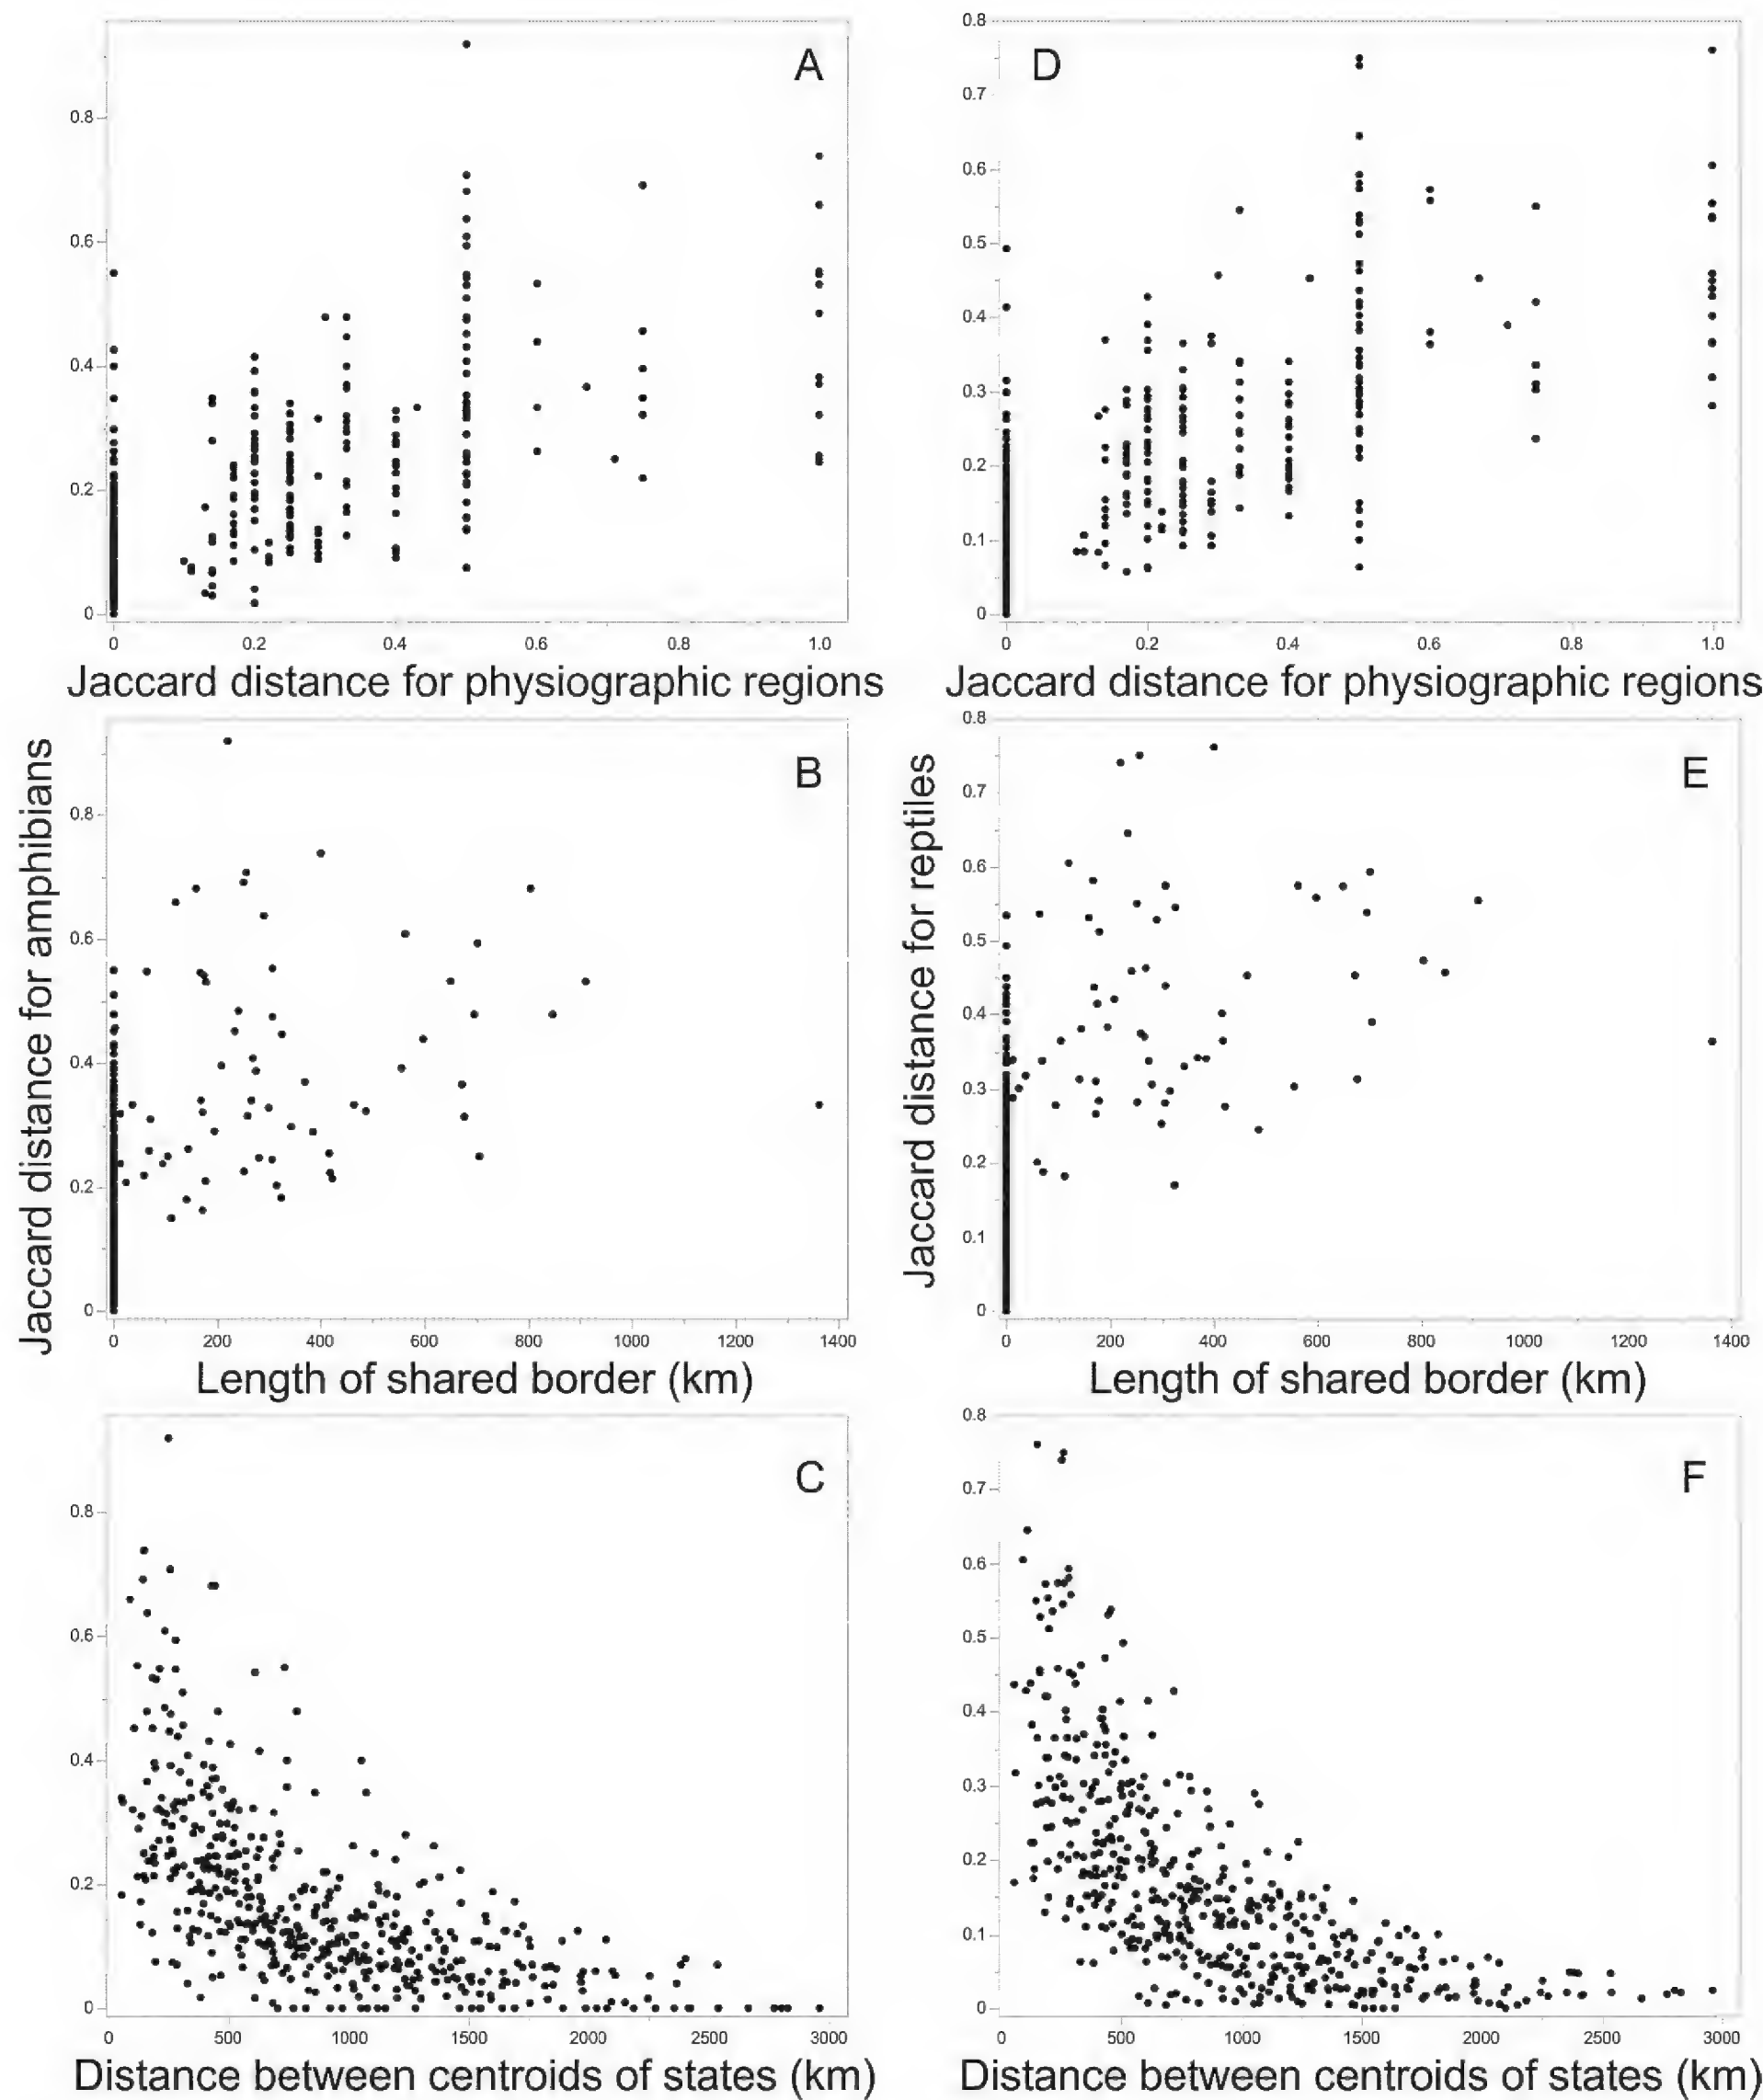 A
0.8
0.6
0.4
0.2
0
0 0.2 0.4 0.6 0.8 1.0
Jaccard distance for physiographic regions
D
0.8
0.7
0.6
0.5
0.4
0.3
0.2
0.1
0
0 0.2 0.4 0.6 0.8 1.0
Jaccard distance for physiographic regions
Jaccard distance for amphibians
B
0.8
0.6
0.4
0.2
0
0 200 400 600 800 1000 1200 1400
Length of shared border (km)
Jaccard distance for reptiles
E
0.8
0.7
0.6
0.5
0.4
0.3
0.2
0.1
0
0 200 400 600 800 1000 1200 1400
Length of shared border (km)
C
0.8
0.6
0.4
0.2
0
0 500 1000 1500 2000 2500 3000
Distance between centroids of states (km)
F
0.8
0.7
0.6
0.5
0.4
0.3
0.2
0.1
0
0 500 1000 1500 2000 2500 3000
Distance between centroids of states (km)